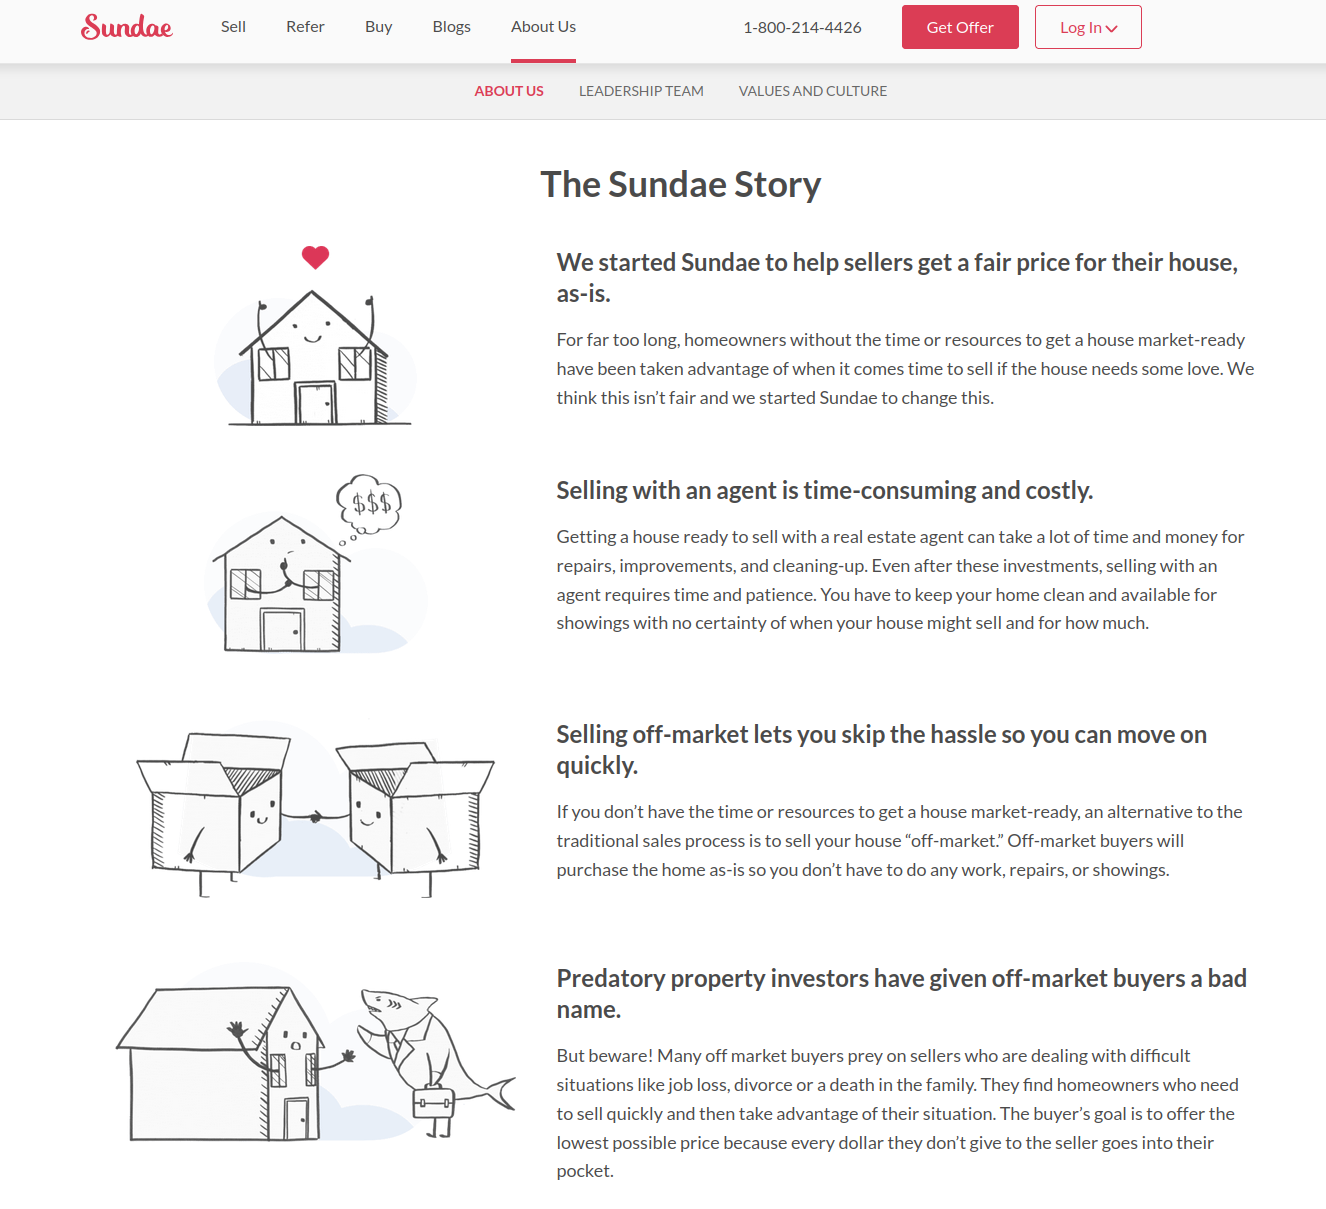 Sundae Sell Refer Buy Blogs About Us 1-800-214-4426 Get Offer Log In
ABOUT US LEADERSHIP TEAM VALUES AND CULTURE
The Sundae Story
We started Sundae to help sellers get a fair price for their house,
as-is.
For far too long, homeowners without the time or resources to get a house market-ready
have been taken advantage of when it comes time to sell if the house needs some love. We
think this isn’t fair and we started Sundae to change this.
$$$
Selling with an agent is time-consuming and costly.
Getting a house ready to sell with a real estate agent can take a lot of time and money for
repairs, improvements, and cleaning-up. Even after these investments, selling with an
agent requires time and patience. You have to keep your home clean and available for
showings with no certainty of when your house might sell and for how much.
Selling off-market lets you skip the hassle so you can move on
quickly.
If you don’t have the time or resources to get a house market-ready, an alternative to the
traditional sales process is to sell your house “off-market.” Off-market buyers will
purchase the home as-is so you don’t have to do any work, repairs, or showings.
Predatory property investors have given off-market buyers a bad
name.
But beware! Many off market buyers prey on sellers who are dealing with difficult
situations like job loss, divorce or a death in the family. They find homeowners who need
to sell quickly and then take advantage of their situation. The buyer’s goal is to offer the
lowest possible price because every dollar they don’t give to the seller goes into their
pocket.